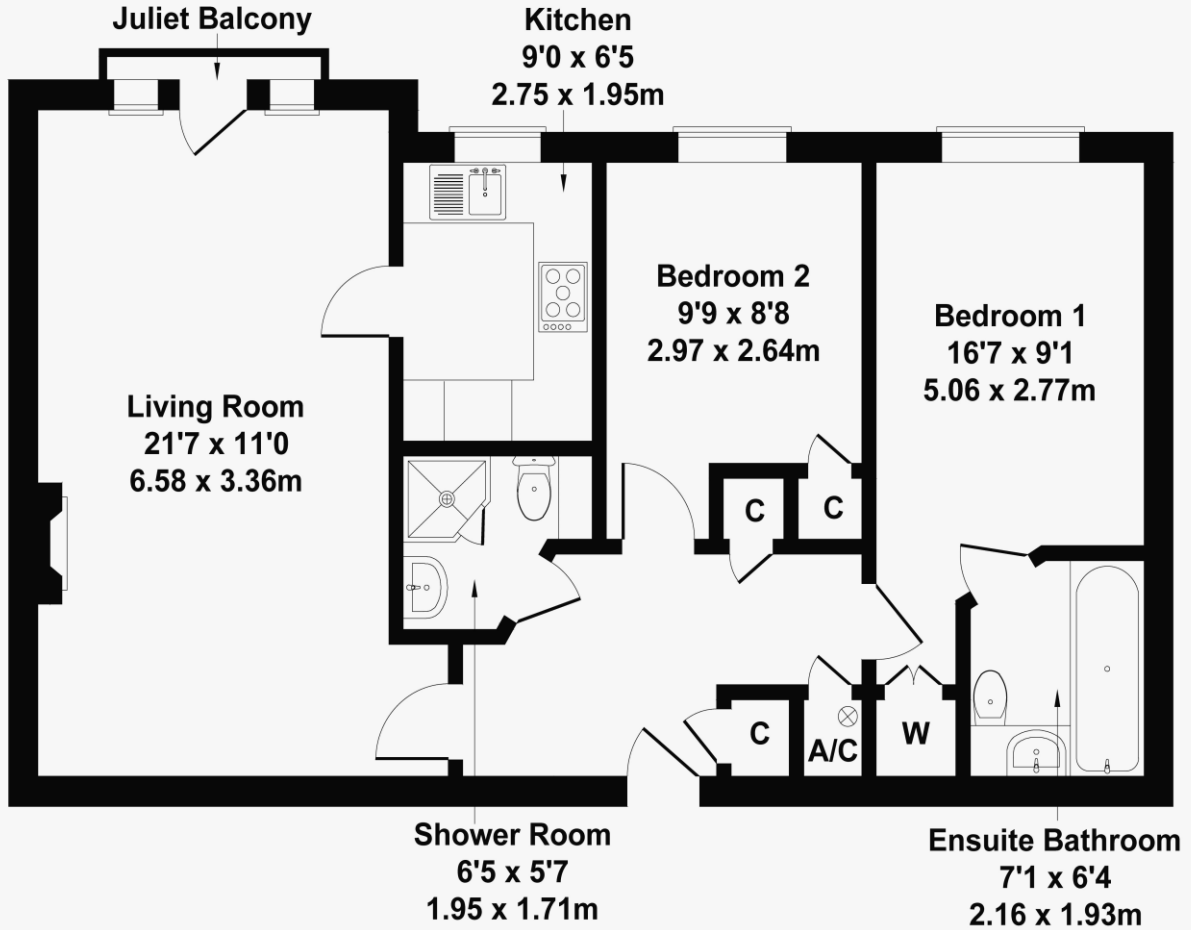 Juliet Balcony
Kitchen
9'0 x 6'5
2.75 x 1.95m
Bedroom 2
9'9 x 8'8
2.97 x 2.64m
Bedroom 1
16'7 x 9'1
5.06 x 2.77m
Living Room
21'7 x 11'0
6.58 x 3.36m
C
C
C
A/C
W
Shower Room
6'5 x 5'7
1.95 x 1.71m
Ensuite Bathroom
7'1 x 6'4
2.16 x 1.93m